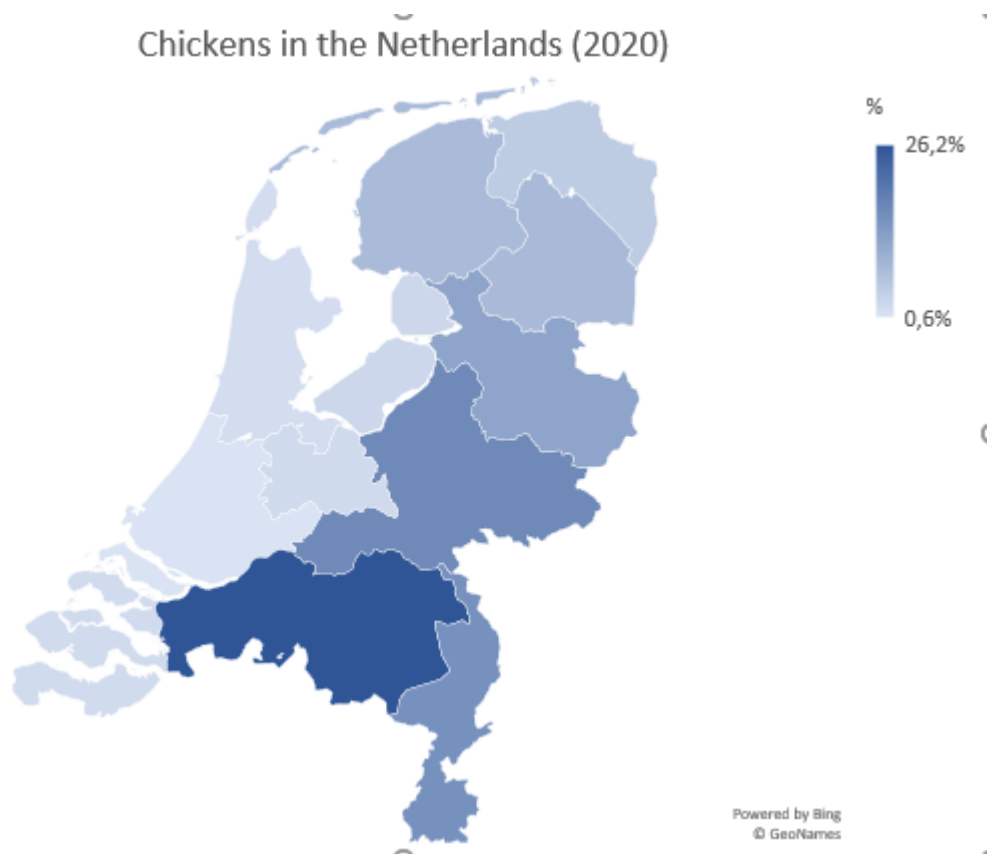 Chickens in the Netherlands (2020)
%
26,2%
0,6%
Powered by Bing
© GeoNames